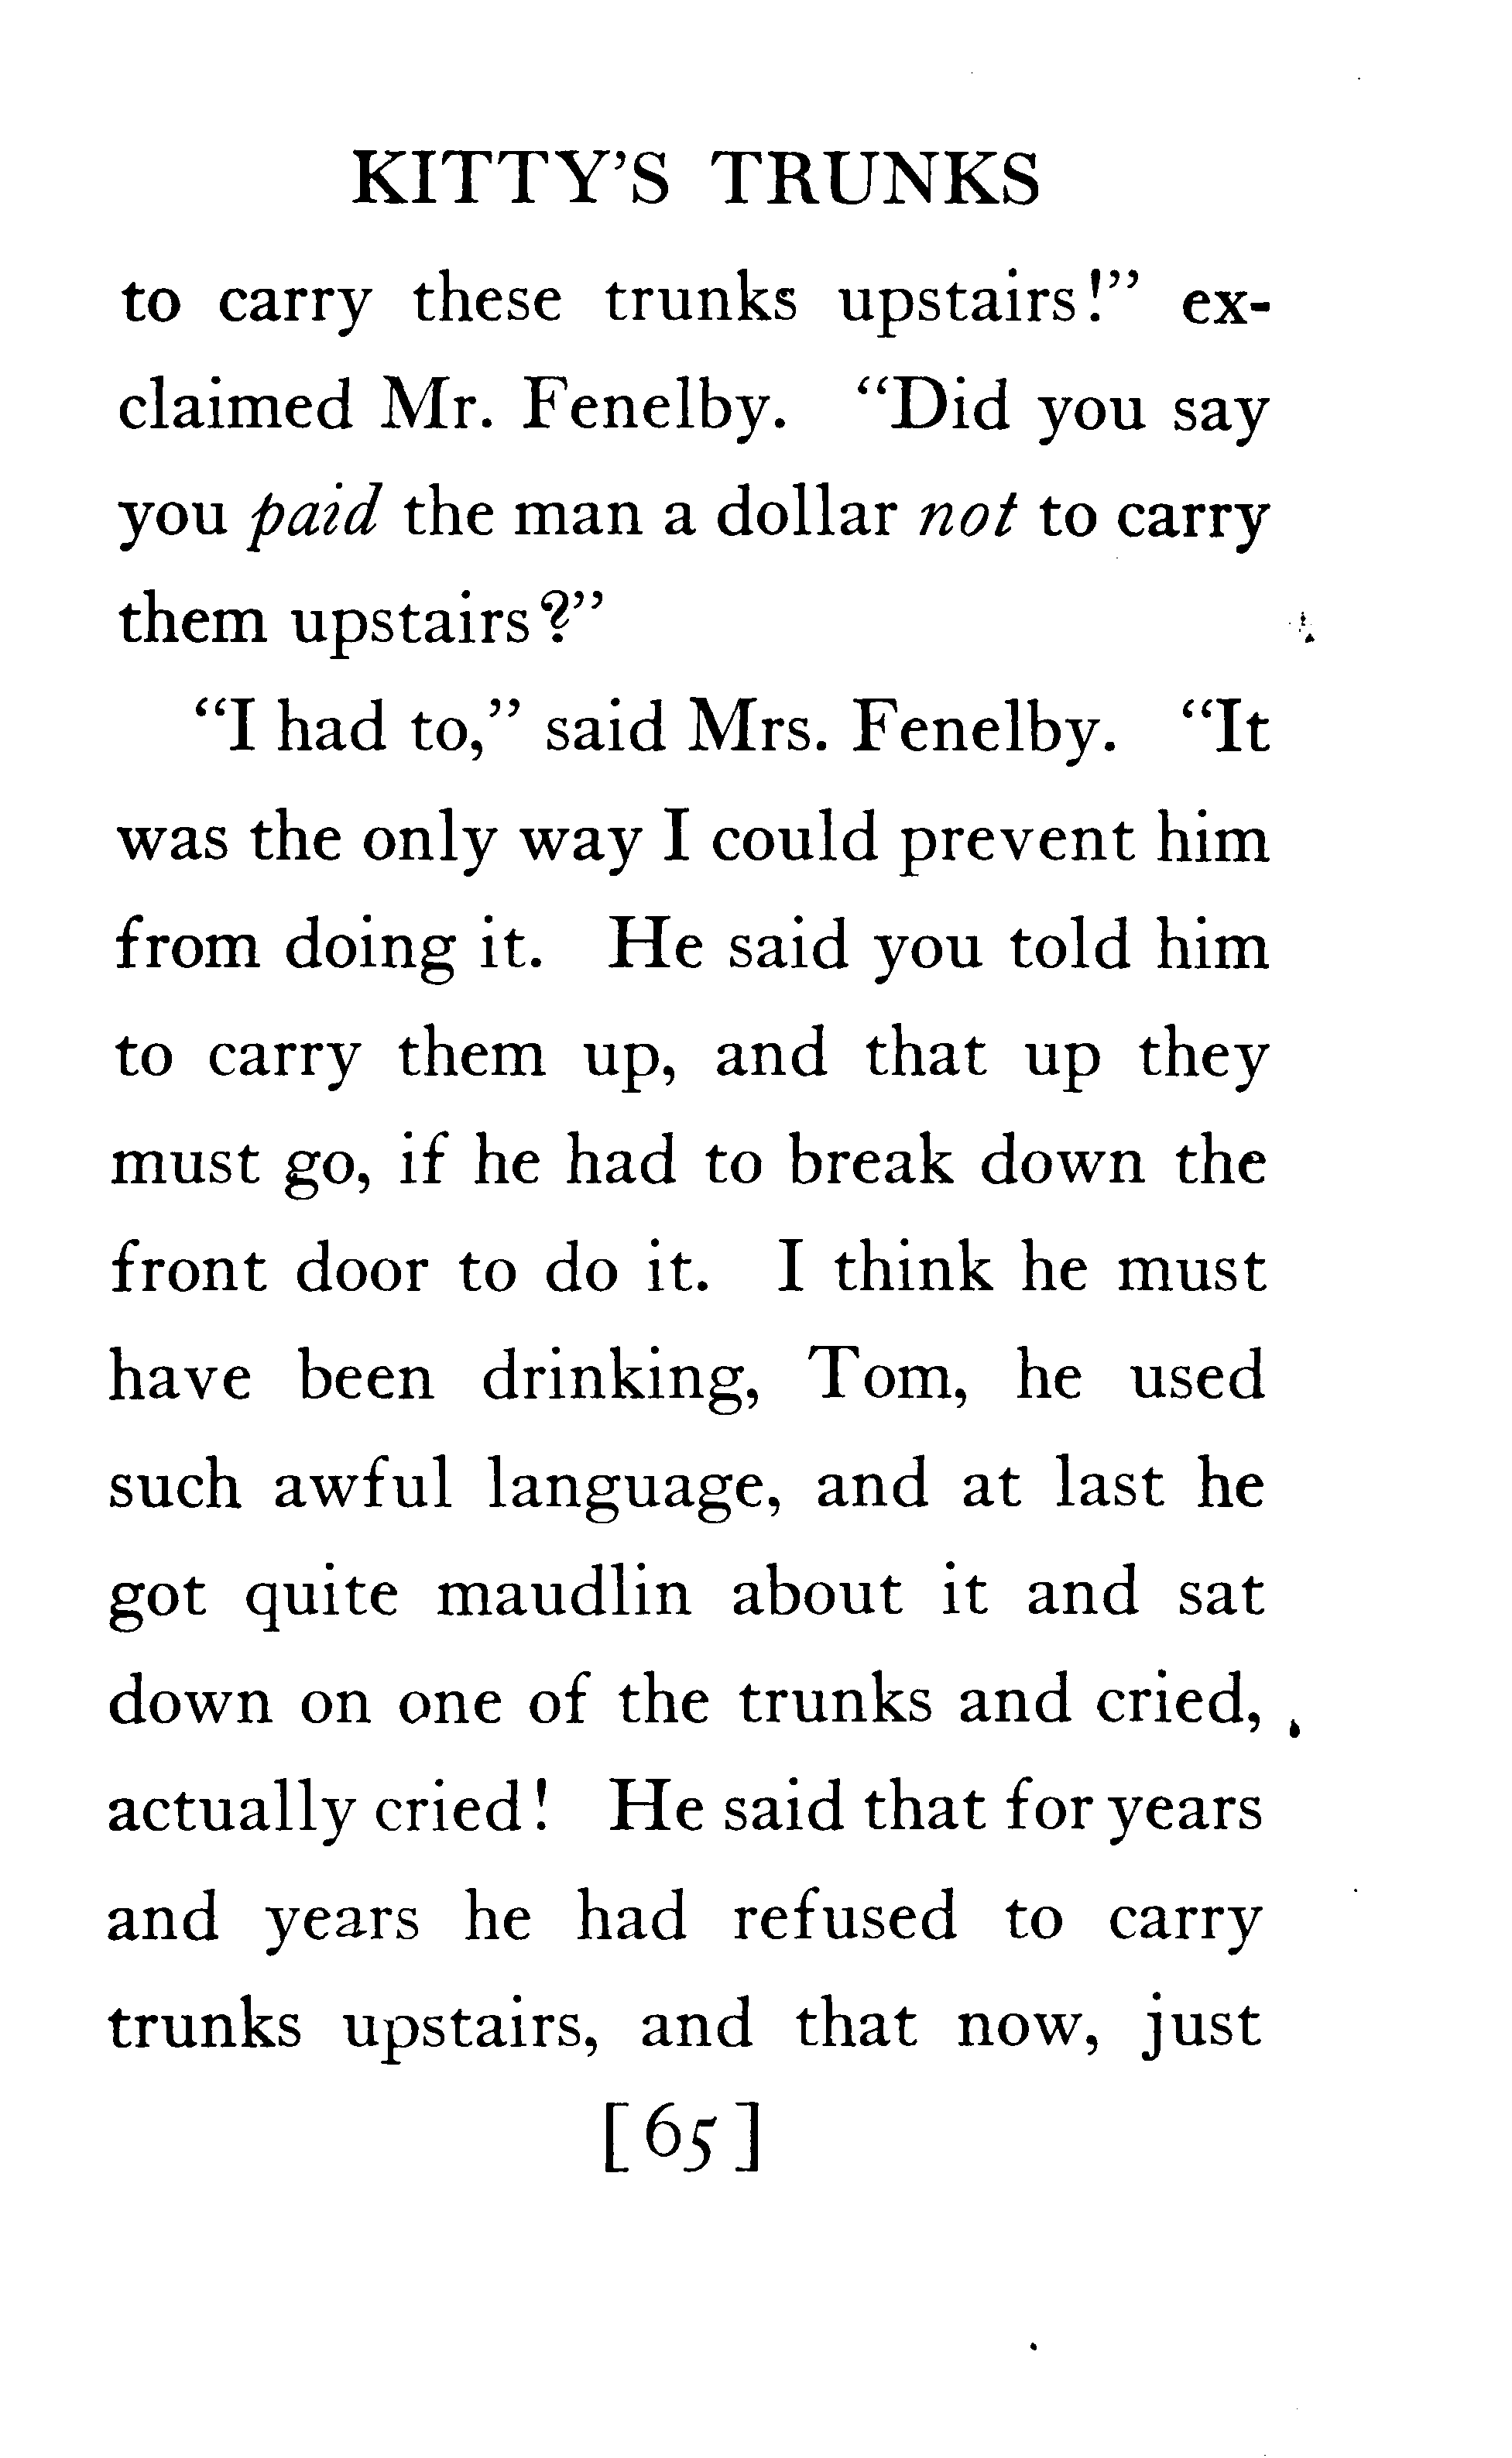 KITTY'S TRUNKS
to carry these trunks upstairs!" ex-
claimed Mr. Fenelby. "Did you say
you paid the man a dollar not to carry
them upstairs?"
"I had to," said Mrs. Fenelby. "It
was the only way I could prevent him
from doing it. He said you told him
to carry them up, and that up they
must go, if he had to break down the
front door to do it. I think he must
have been drinking, Tom, he used
such awful language, and at last he
got quite maudlin about it and sat
down on one of the trunks and cried,
actually cried! He said that for years
and years he had refused to carry
trunks upstairs, and that now, just
[65]